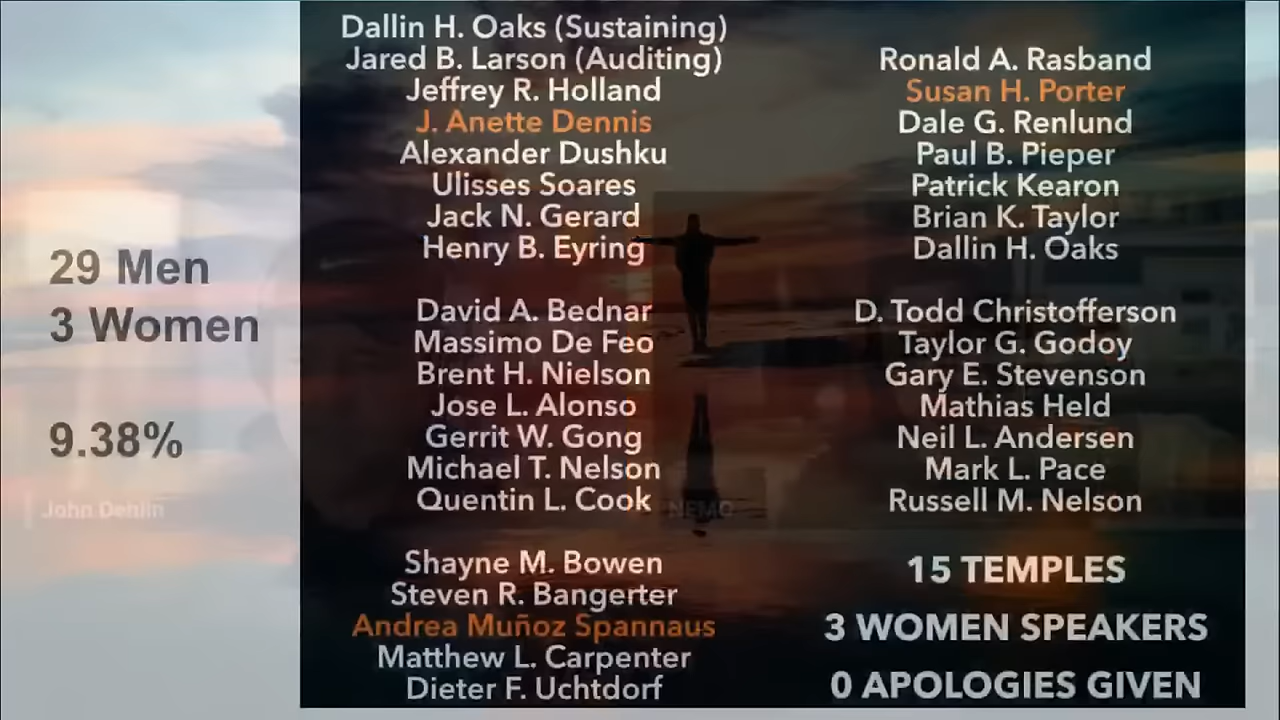 29 Men
3 Women
9.38%
John Dehlin
Dallin H. Oaks (Sustaining)
Jared B. Larson (Auditing)
Jeffrey R. Holland
J. Anette Dennis
Alexander Dushku
Ulisses Soares
Jack N. Gerard
Henry B. Eyring
David A. Bednar
Massimo De Feo
Brent H. Nielson
Jose L. Alonso
Gerrit W. Gong
Michael T. Nelson
Quentin L. Cook
NEMO
Shayne M. Bowen
Steven R. Bangerter
Andrea Muñoz Spannaus
Matthew L. Carpenter
Dieter F. Uchtdorf
Ronald A. Rasband
Susan H. Porter
Dale G. Renlund
Paul B. Pieper
Patrick Kearon
Brian K. Taylor
Dallin H. Oaks
D. Todd Christofferson
Taylor G. Godoy
Gary E. Stevenson
Mathias Held
Neil L. Andersen
Mark L. Pace
Russell M. Nelson
15 TEMPLES
3 WOMEN SPEAKERS
0 APOLOGIES GIVEN